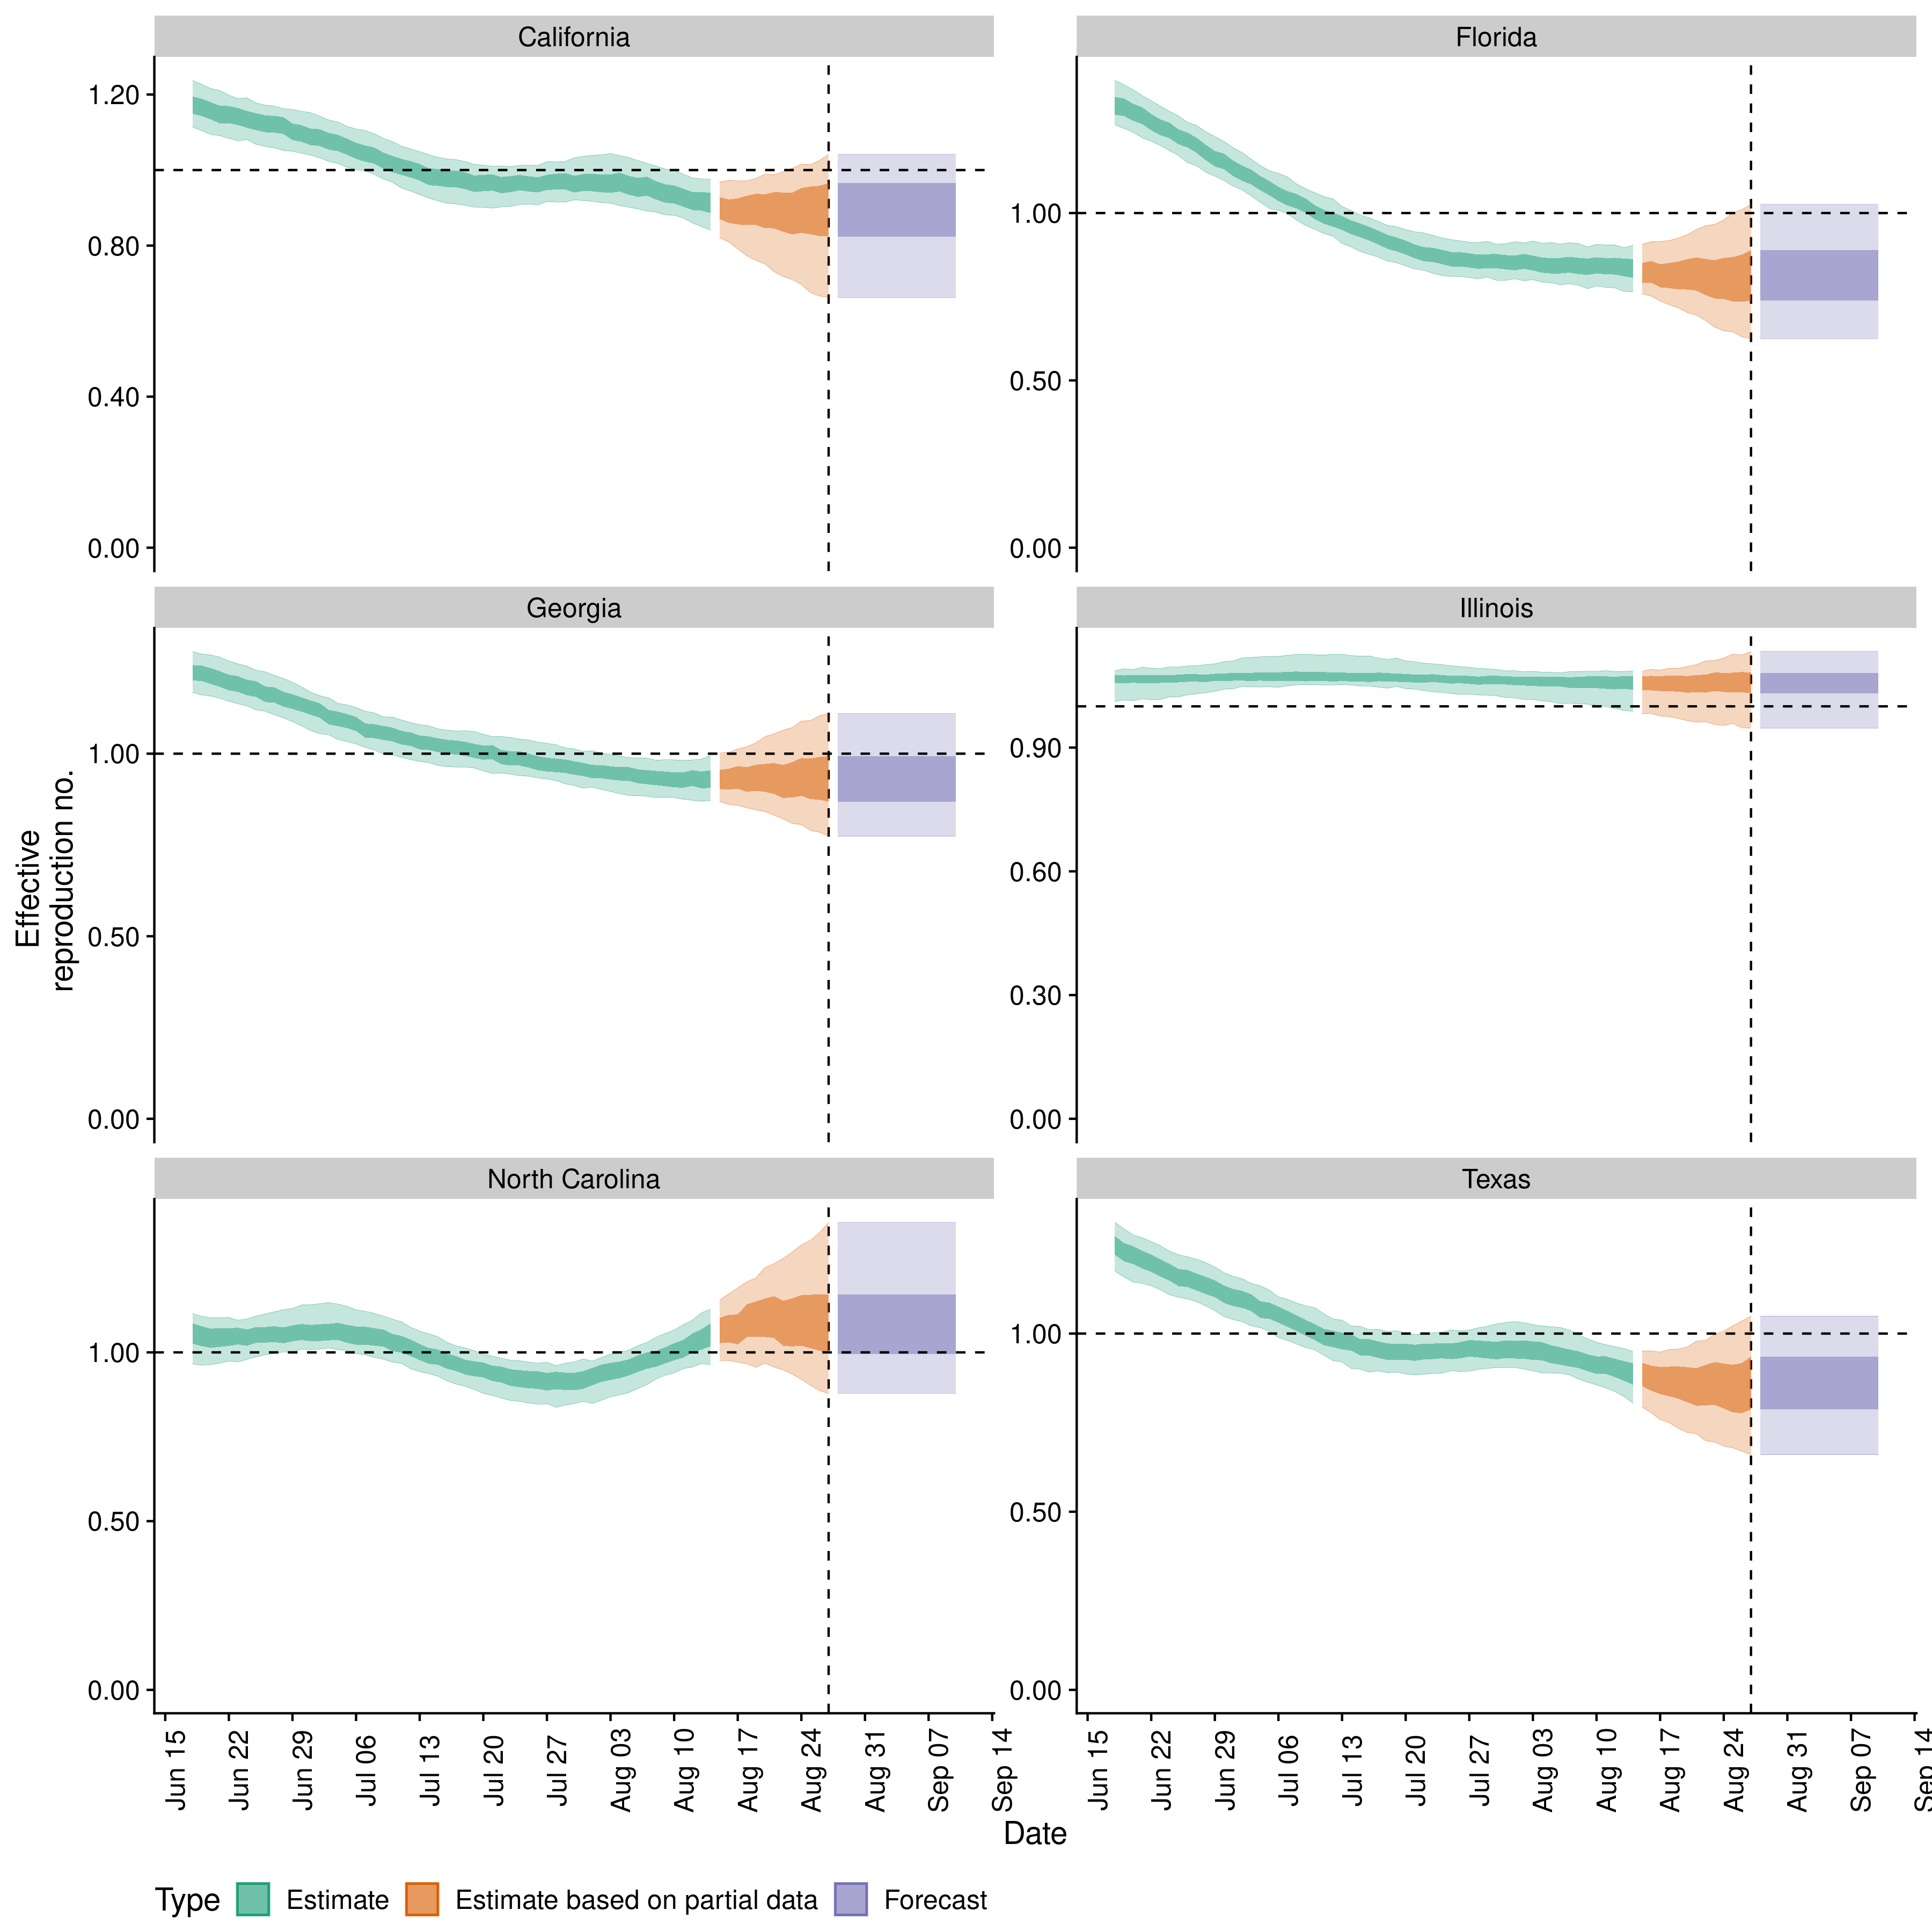 California
Florida
1.20
0.80
0.40
0.00
1.00
0.50
0.00
Georgia
Illinois
1.00
0.50
0.00
0.90
0.60
0.30
0.00
Effective
reproduction no.
North Carolina
Texas
1.00
0.50
0.00
1.00
0.50
0.00
Jun 15
Jun 22
Jun 29
Jul 06
Jul 13
Jul 20
Jul 27
Aug 03
Aug 10
Aug 17
Aug 24
Aug 31
Sep 07
Sep 14
Jun 15
Jun 22
Jun 29
Jul 06
Jul 13
Jul 20
Jul 27
Aug 03
Aug 10
Aug 17
Aug 24
Aug 31
Sep 07
Sep 14
Date
Type Estimate Estimate based on partial data Forecast